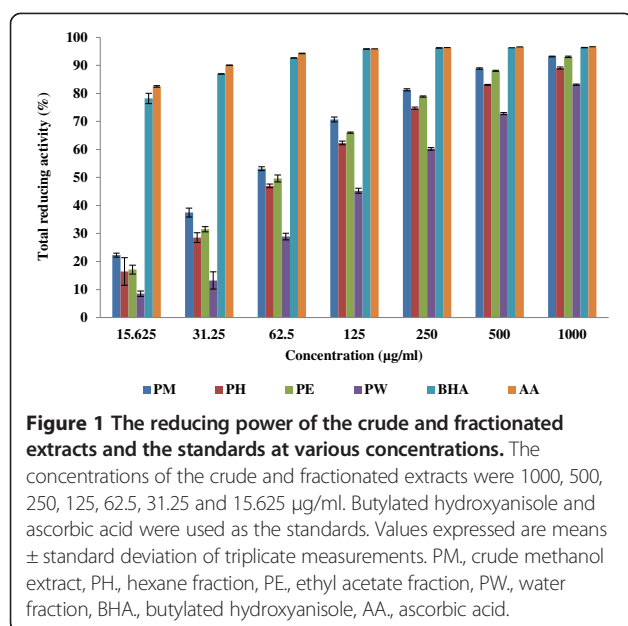 100
90
80
70
60
50
40
30
20
10
0
Total reducing activity (%)
15.625 31.25 62.5 125 250 500 1000
Concentration (µg/ml)
PM PH PE PW BHA AA
Figure 1 The reducing power of the crude and fractionated
extracts and the standards at various concentrations. The
concentrations of the crude and fractionated extracts were 1000, 500,
250, 125, 62.5, 31.25 and 15.625 µg/ml. Butylated hydroxyanisole and
ascorbic acid were used as the standards. Values expressed are means
± standard deviation of triplicate measurements. PM., crude methanol
extract, PH., hexane fraction, PE., ethyl acetate fraction, PW., water
fraction, BHA., butylated hydroxyanisole, AA., ascorbic acid.